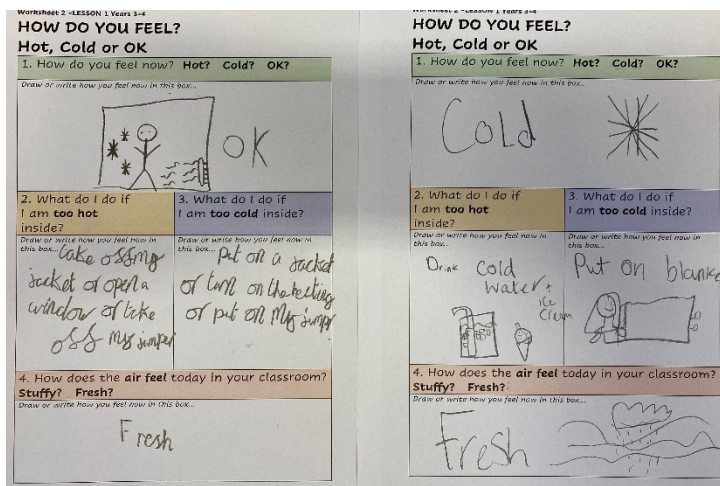 Worksheet 2 -LESSON 1 Years 3-4
HOW DO YOU FEEL?
Hot, Cold or OK
1. How do you feel now? Hot? Cold? OK?
Draw or write how you feel now in this box...
OK
2. What do I do if
I am too hot
inside?
3. What do I do if
I am too cold inside?
Draw or write how you feel now in
this box...
take off my
jacket or open a
window or take
off my jumper
Draw or write how you feel now in
this box...
Put on a jacket
or turn on the heating
or put on my jumper
4. How does the air feel today in your classroom?
Stuffy? Fresh?
Draw or write how you feel now in this box...
Fresh
Worksheet 2 -LESSON 1 Years 3-4
HOW DO YOU FEEL?
Hot, Cold or OK
1. How do you feel now? Hot? Cold? OK?
Draw or write how you feel now in this box...
Cold
2. What do I do if
I am too hot
inside?
3. What do I do if
I am too cold inside?
Draw or write how you feel now in
this box...
Drink cold
water +
ice
cream
Draw or write how you feel now in
this box...
Put on blanke
4. How does the air feel today in your classroom?
Stuffy? Fresh?
Draw or write how you feel now in this box...
Fresh